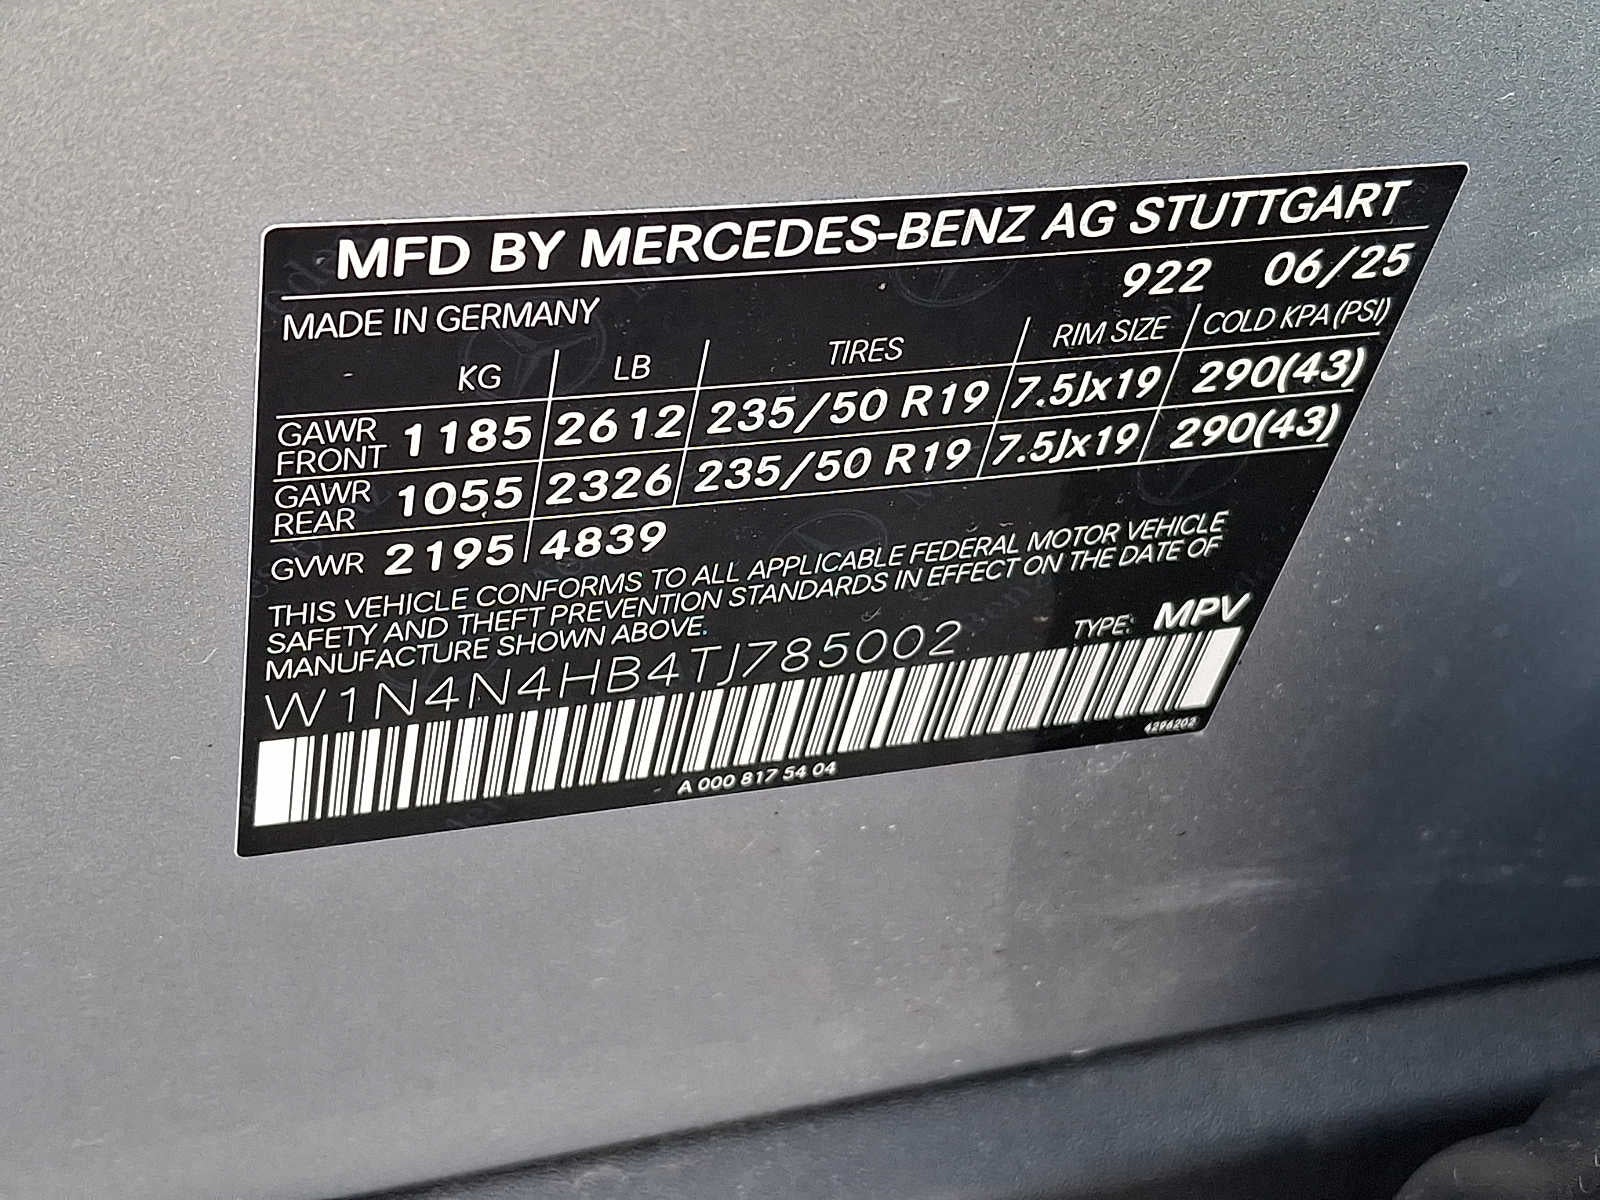 MFD BY MERCEDES-BENZ AG STUTTGART
922 06/25
MADE IN GERMANY
KG LB TIRES RIM SIZE COLD KPA (PSI)
GAWR FRONT 1185 2612 235/50 R19 7.5Jx19 290(43)
GAWR REAR 1055 2326 235/50 R19 7.5Jx19 290(43)
GVWR 2195 4839
THIS VEHICLE CONFORMS TO ALL APPLICABLE FEDERAL MOTOR VEHICLE
SAFETY AND THEFT PREVENTION STANDARDS IN EFFECT ON THE DATE OF
MANUFACTURE SHOWN ABOVE.
TYPE: MPV
W1N4N4HB4TJ785002
A 000 817 54 04
4296202